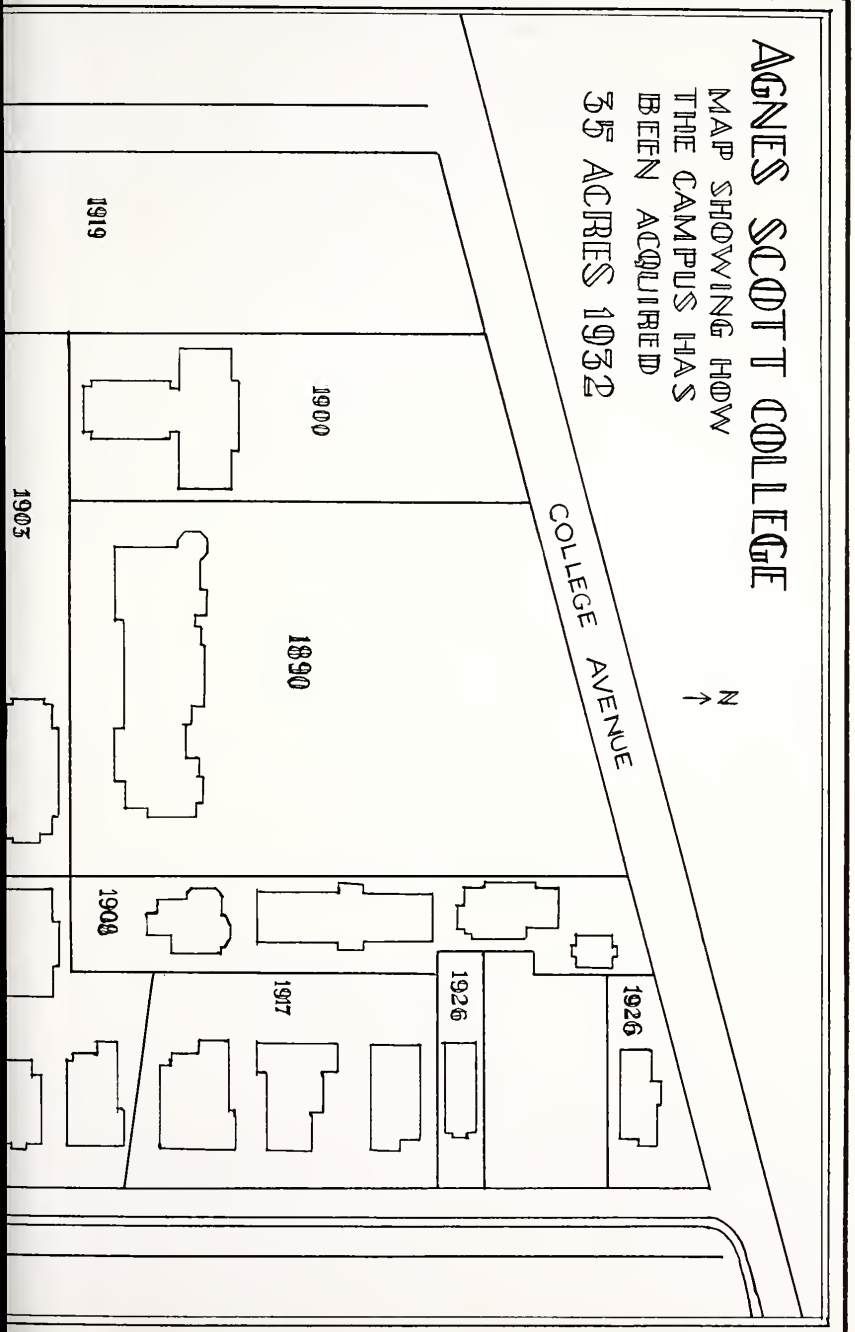 AGNES SCOTT COLLEGE
MAP SHOWING HOW
THE CAMPUS HAS
BEEN ACQUIRED
35 ACRES 1932
N
COLLEGE AVENUE
1919
1900
1890
1903
1908
1917
1926
1926